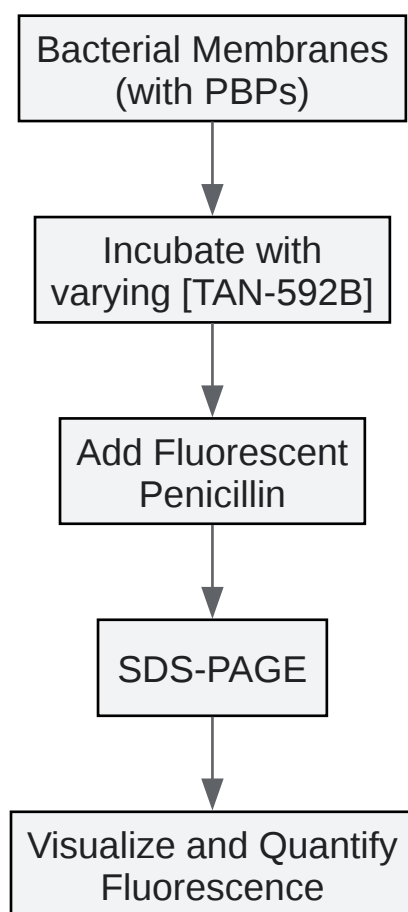 Bacterial Membranes
(with PBPs)
Incubate with
varying [TAN-592B]
Add Fluorescent
Penicillin
SDS-PAGE
Visualize and Quantify
Fluorescence